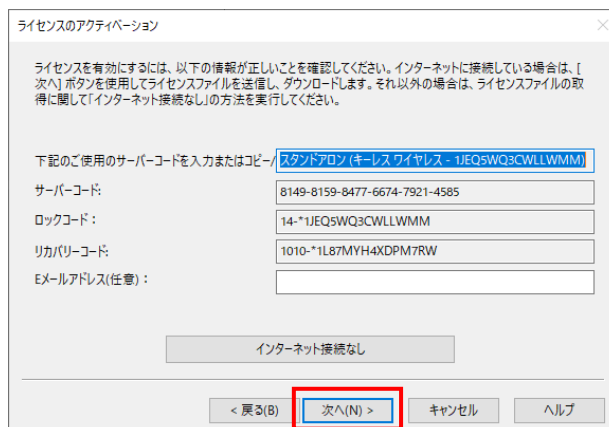 ライセンスのアクティベーション
ライセンスを有効にするには、以下の情報が正しいことを確認してください。インターネットに接続している場合は、[
次へ] ボタンを使用してライセンスファイルを送信し、ダウンロードします。それ以外の場合は、ライセンスファイルの取
得に関して「インターネット接続なし」の方法を実行してください。
下記のご使用のサーバーコードを入力またはコピー/ スタンドアロン (キーレス ワイヤレス - 1JEQ5WQ3CWLLWMM)
サーバーコード: 8149-8159-8477-6674-7921-4585
ロックコード: 14-*1JEQ5WQ3CWLLWMM
リカバリーコード: 1010-*1L87MYH4XDPM7RW
Eメールアドレス(任意):
インターネット接続なし
< 戻る(B) 次へ(N) > キャンセル ヘルプ